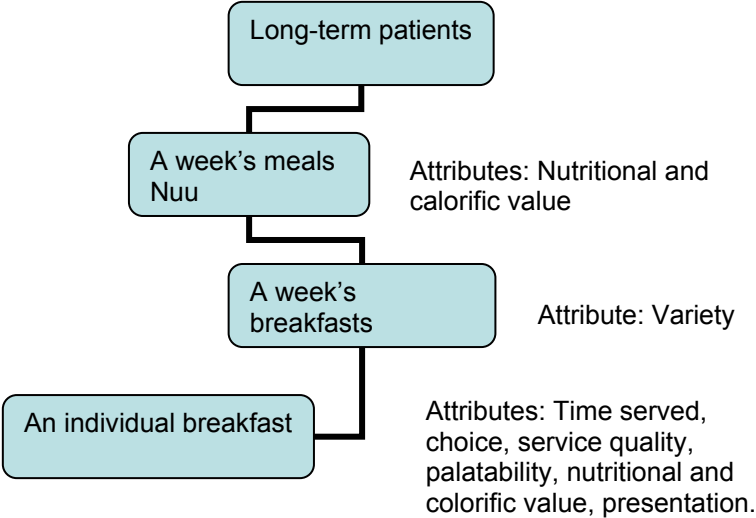 Long-term patients
A week’s meals
Nuu
Attributes: Nutritional and
calorific value
A week’s
breakfasts
Attribute: Variety
An individual breakfast
Attributes: Time served,
choice, service quality,
palatability, nutritional and
colorific value, presentation.